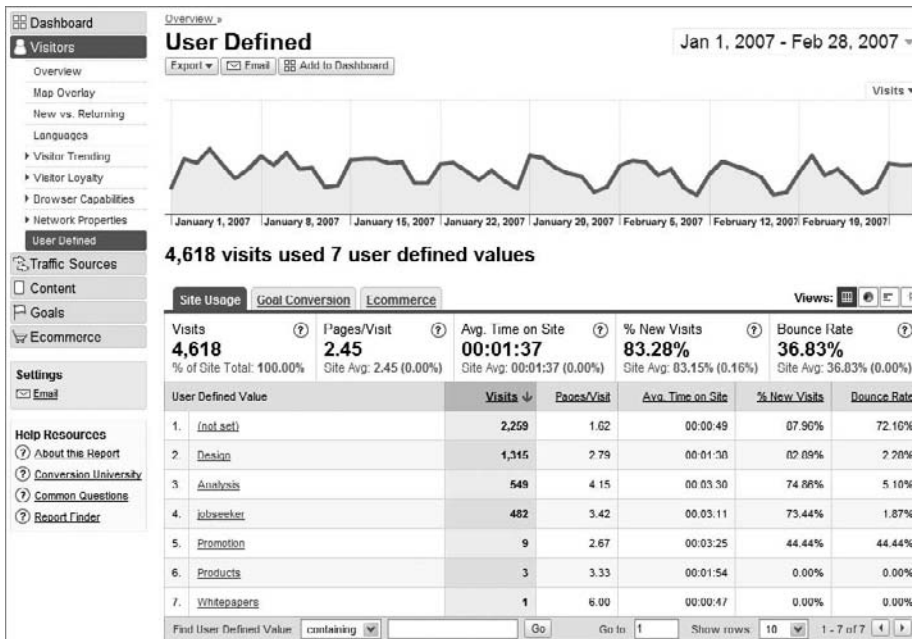 Dashboard
Visitors
Overview
Map Overlay
New vs. Returning
Languages
Visitor Trending
Visitor Loyalty
Browser Capabilities
Network Properties
User Defined
Traffic Sources
Content
Goals
Ecommerce
Settings
Email
Help Resources
About this Report
Conversion University
Common Questions
Report Finder
Overview »
User Defined
Jan 1, 2007 - Feb 28, 2007
Export Email Add to Dashboard
Visits
January 1, 2007 January 8, 2007 January 15, 2007 January 22, 2007 January 29, 2007 February 5, 2007 February 12, 2007 February 19, 2007
4,618 visits used 7 user defined values
Site Usage Goal Conversion Ecommerce Views:
Visits Pages/Visit Avg. Time on Site % New Visits Bounce Rate
4,618 2.45 00:01:37 83.28% 36.83%
% of Site Total: 100.00% Site Avg: 2.45 (0.00%) Site Avg: 00:01:37 (0.00%) Site Avg: 83.15% (0.16%) Site Avg: 36.83% (0.00%)
User Defined Value Visits Pages/Visit Avg. Time on Site % New Visits Bounce Rate
1. (not set) 2,259 1.62 00:00:49 87.96% 72.16%
2. Design 1,315 2.79 00:01:38 82.89% 2.28%
3. Analysis 549 4.15 00:03:30 74.86% 5.10%
4. jobseeker 482 3.42 00:03:11 73.44% 1.87%
5. Promotion 9 2.67 00:03:25 44.44% 44.44%
6. Products 3 3.33 00:01:54 0.00% 0.00%
7. Whitepapers 1 6.00 00:00:47 0.00% 0.00%
Find User Defined Value: containing Go Go to: 1 Show rows: 10 1 - 7 of 7